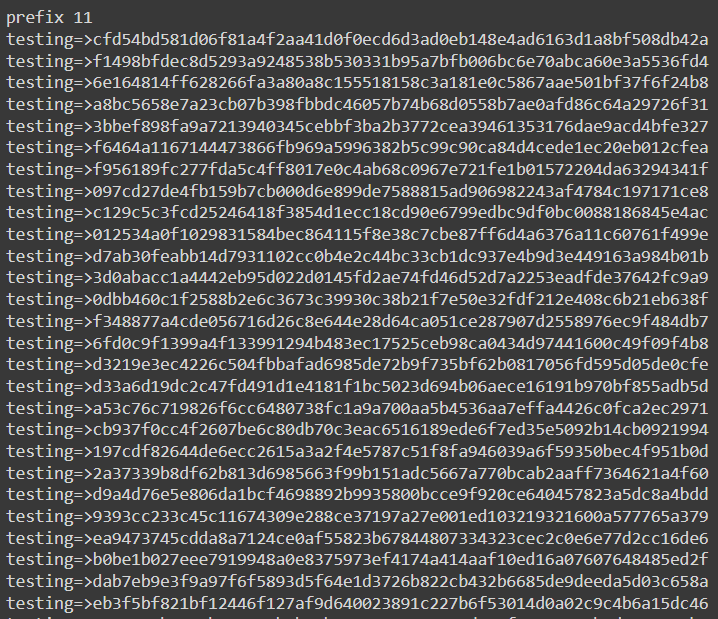 prefix 11
testing=>cfd54bd581d06f81a4f2aa41d0f0ecd6d3ad0eb148e4ad6163d1a8bf508db42a
testing=>f1498bfdec8d5293a9248538b530331b95a7bfb006bc6e70abca60e3a5536fd4
testing=>6e164814ff628266fa3a80a8c155518158c3a181e0c5867aae501bf37f6f24b8
testing=>a8bc5658e7a23cb07b398fbbdc46057b74b68d0558b7ae0afd86c64a29726f31
testing=>3bbef898fa9a7213940345cebbf3ba2b3772cea39461353176dae9acd4bfe327
testing=>f6464a1167144473866fb969a5996382b5c99c90ca84d4cede1ec20eb012cfea
testing=>f956189fc277fda5c4ff8017e0c4ab68c0967e721fe1b01572204da63294341f
testing=>097cd27de4fb159b7cb000d6e899de7588815ad906982243af4784c197171ce8
testing=>c129c5c3fcd25246418f3854d1ecc18cd90e6799edbc9df0bc0088186845e4ac
testing=>012534a0f1029831584bec864115f8e38c7cbe87ff6d4a6376a11c60761f499e
testing=>d7ab30feabb14d7931102cc0b4e2c44bc33cb1dc937e4b9d3e449163a984b01b
testing=>3d0abacc1a4442eb95d022d0145fd2ae74fd46d52d7a2253eadfde37642fc9a9
testing=>0dbb460c1f2588b2e6c3673c39930c38b21f7e50e32fdf212e408c6b21eb638f
testing=>f348877a4cde056716d26c8e644e28d64ca051ce287907d2558976ec9f484db7
testing=>6fd0c9f1399a4f133991294b483ec17525ceb98ca0434d97441600c49f09f4b8
testing=>d3219e3ec4226c504fbbafad6985de72b9f735bf62b0817056fd595d05de0cfe
testing=>d33a6d19dc2c47fd491d1e4181f1bc5023d694b06aece16191b970bf855adb5d
testing=>a53c76c719826f6cc6480738fc1a9a700aa5b4536aa7effa4426c0fca2ec2971
testing=>cb937f0cc4f2607be6c80db70c3eac6516189ede6f7ed35e5092b14cb0921994
testing=>197cdf82644de6ecc2615a3a2f4e5787c51f8fa946039a6f59350bec4f951b0d
testing=>2a37339b8df62b813d6985663f99b151adc5667a770bcab2aaff7364621a4f60
testing=>d9a4d76e5e806da1bcf4698892b9935800bcce9f920ce640457823a5dc8a4bdd
testing=>9393cc233c45c11674309e288ce37197a27e001ed103219321600a577765a379
testing=>ea9473745cdda8a7124ce0af55823b67844807334323cec2c0e6e77d2cc16de6
testing=>b0be1b027eee7919948a0e8375973ef4174a414aaf10ed16a07607648485ed2f
testing=>dab7eb9e3f9a97f6f5893d5f64e1d3726b822cb432b6685de9deeda5d03c658a
testing=>eb3f5bf821bf12446f127af9d640023891c227b6f53014d0a02c9c4b6a15dc46